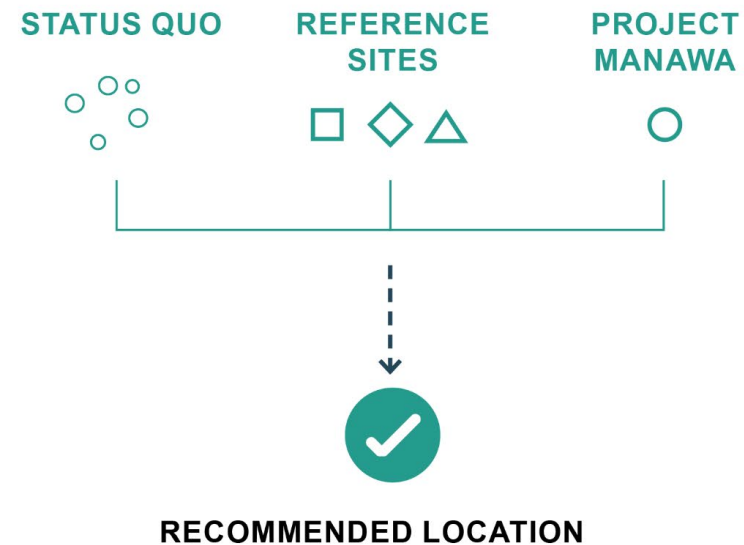 STATUS QUO
REFERENCE
SITES
PROJECT
MANAWA
RECOMMENDED LOCATION